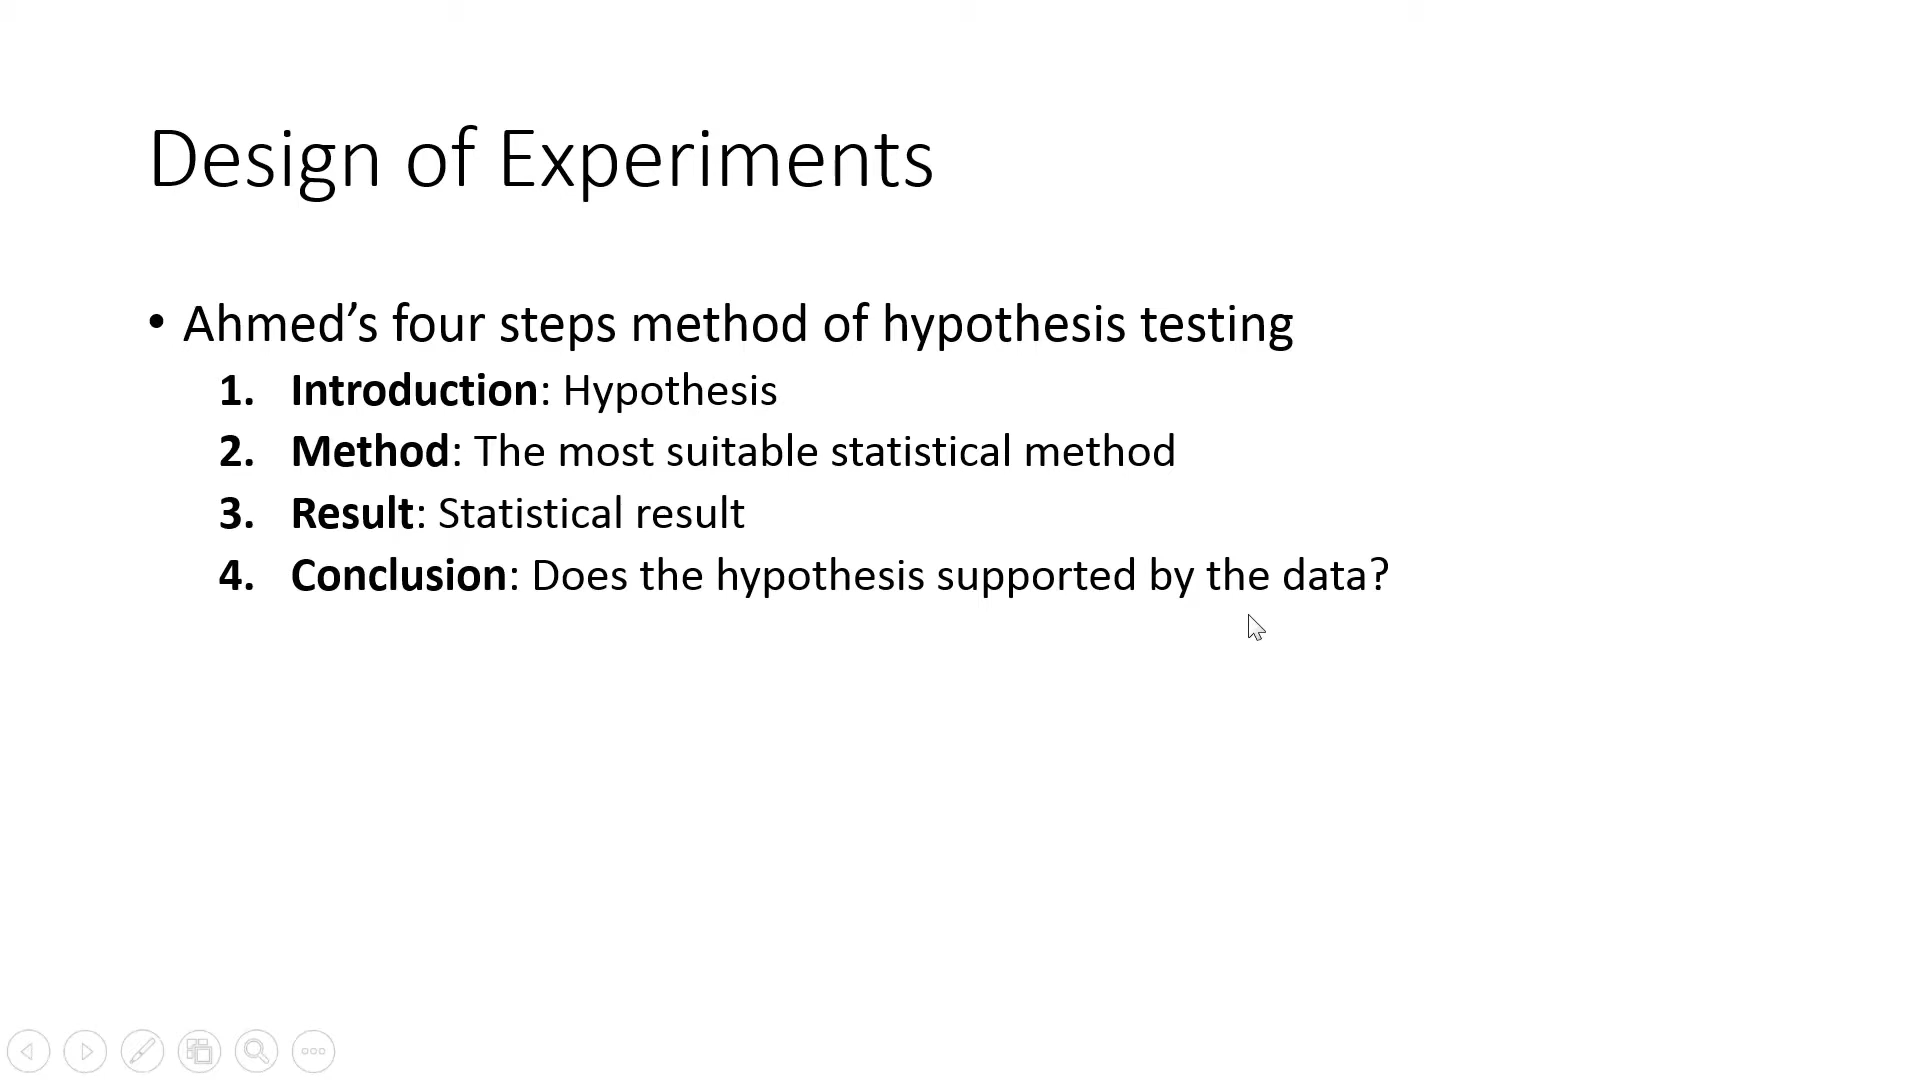 Design of Experiments
• Ahmed’s four steps method of hypothesis testing
1. Introduction: Hypothesis
2. Method: The most suitable statistical method
3. Result: Statistical result
4. Conclusion: Does the hypothesis supported by the data?